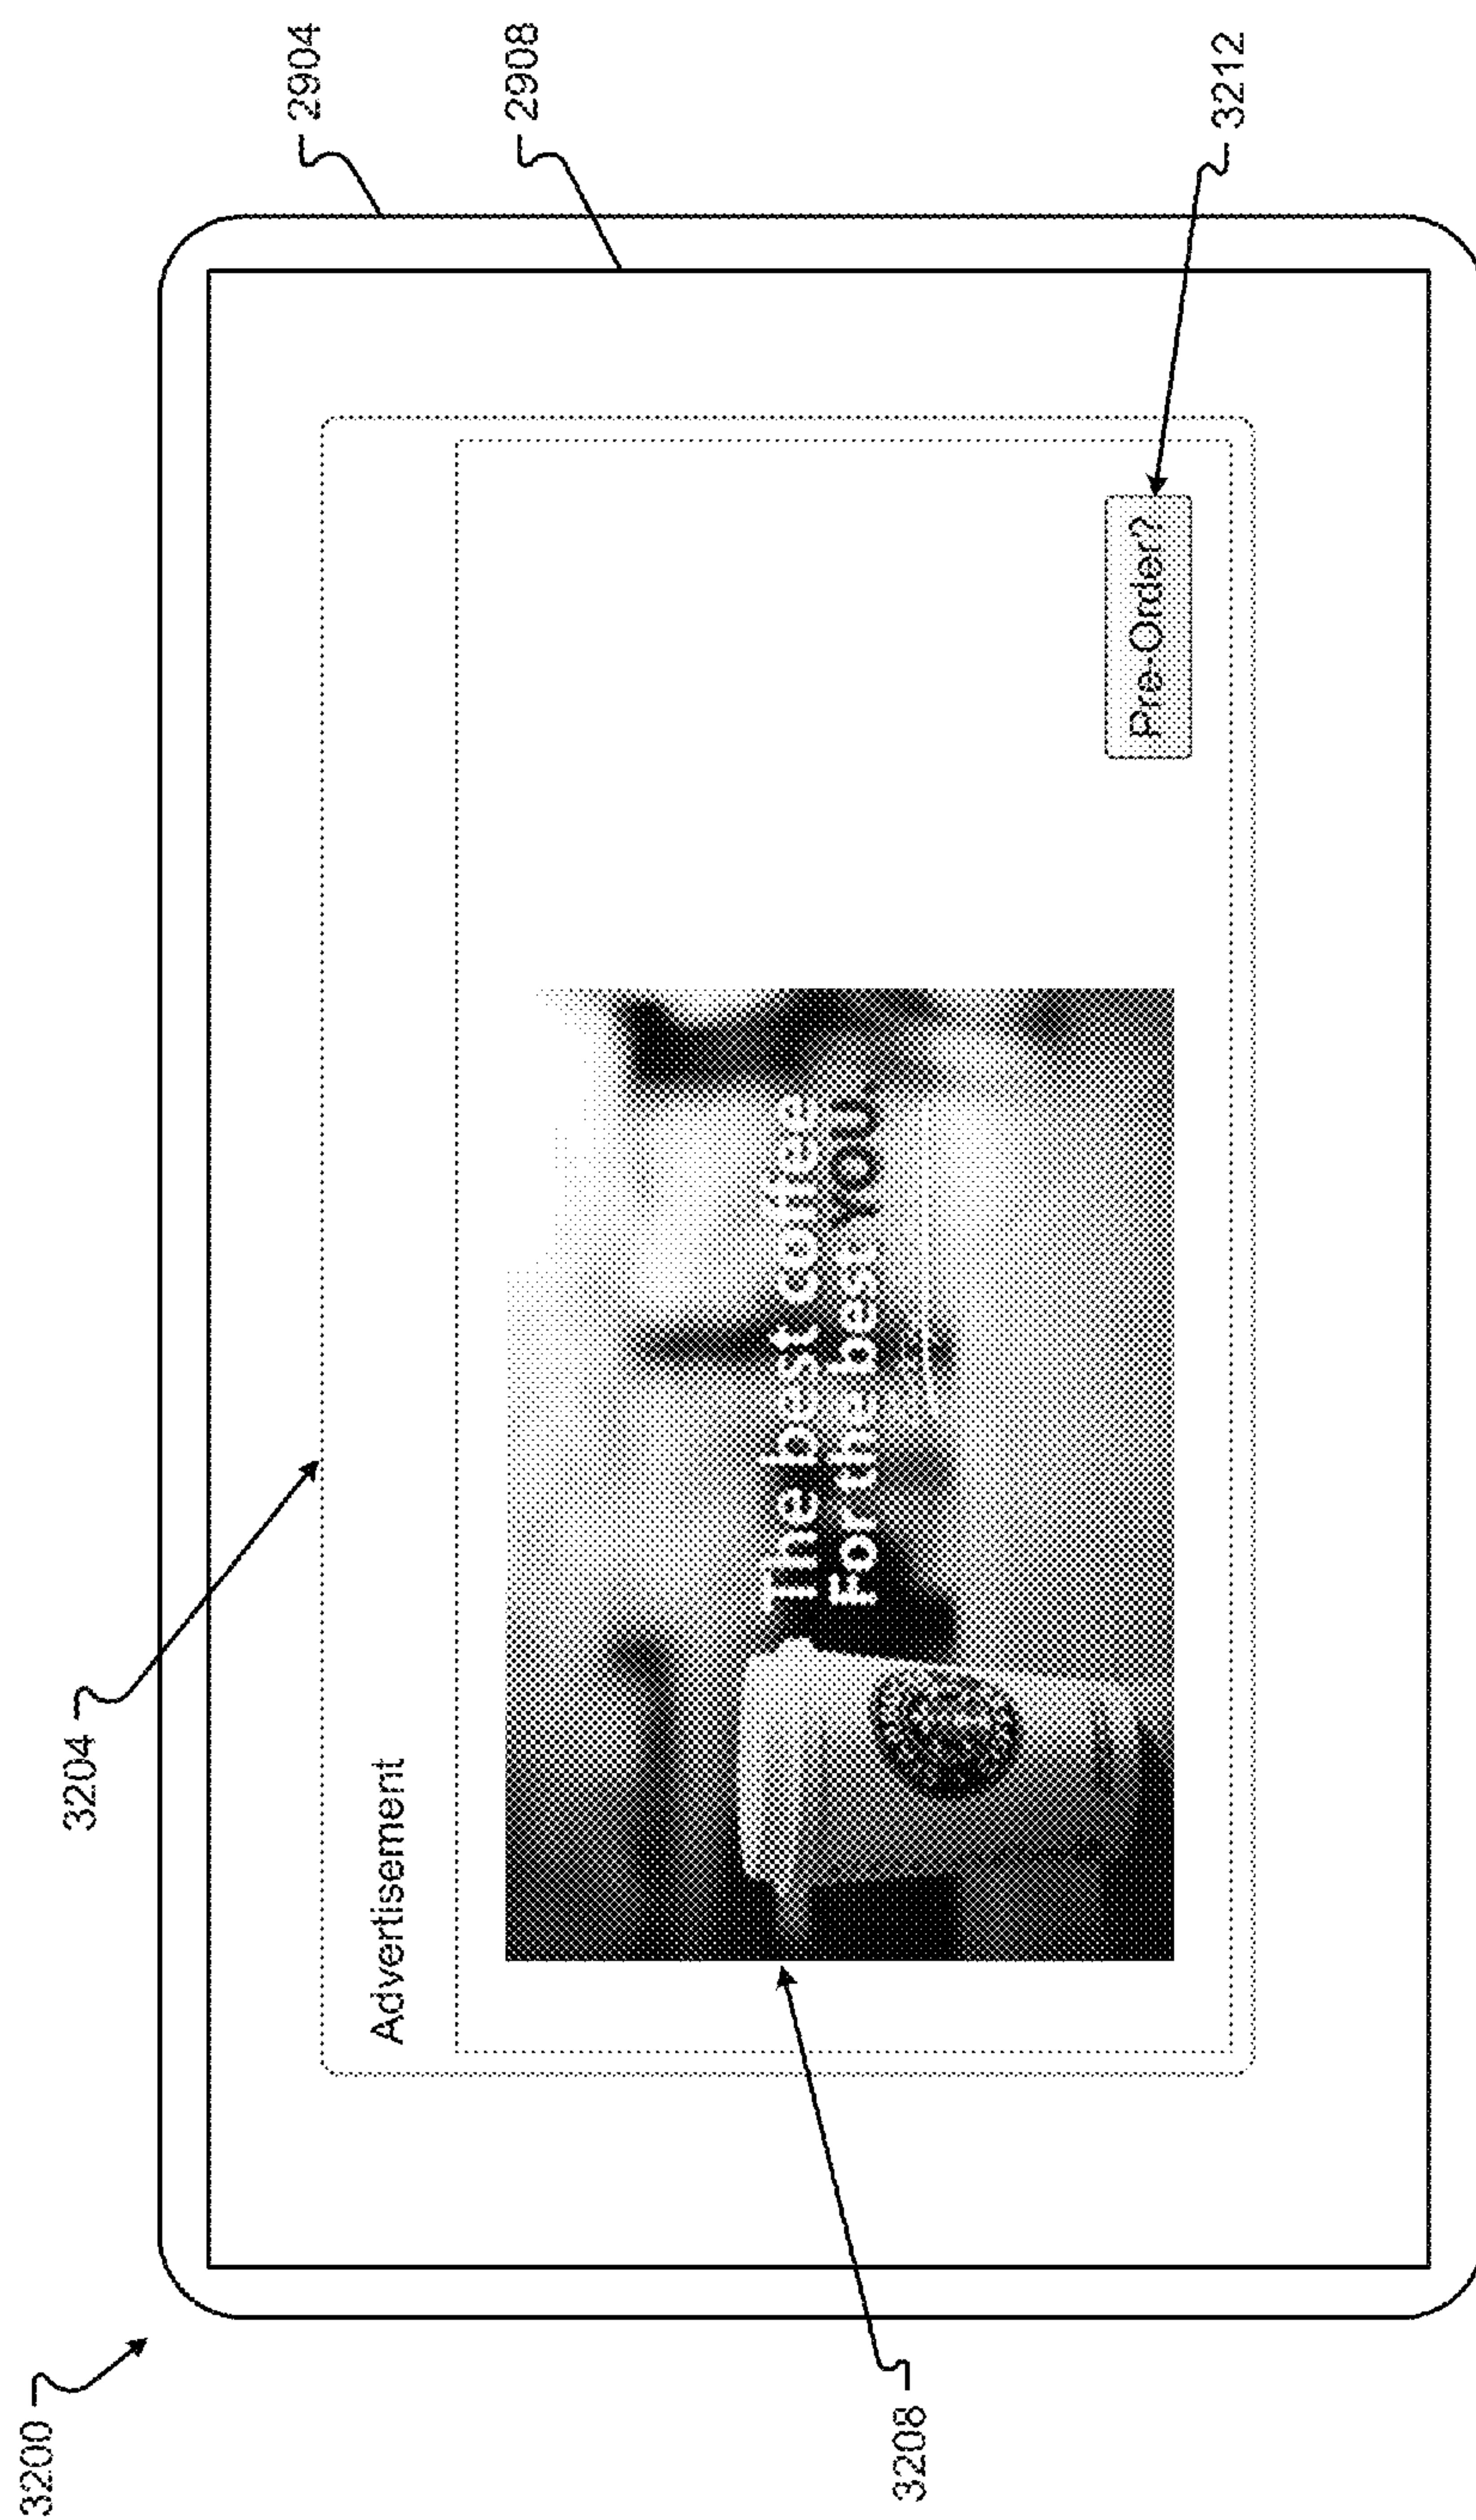 3200
3204
2904
Advertisement
2908
The best coffee
For the best YOU
3208
Pre-Order?
3212